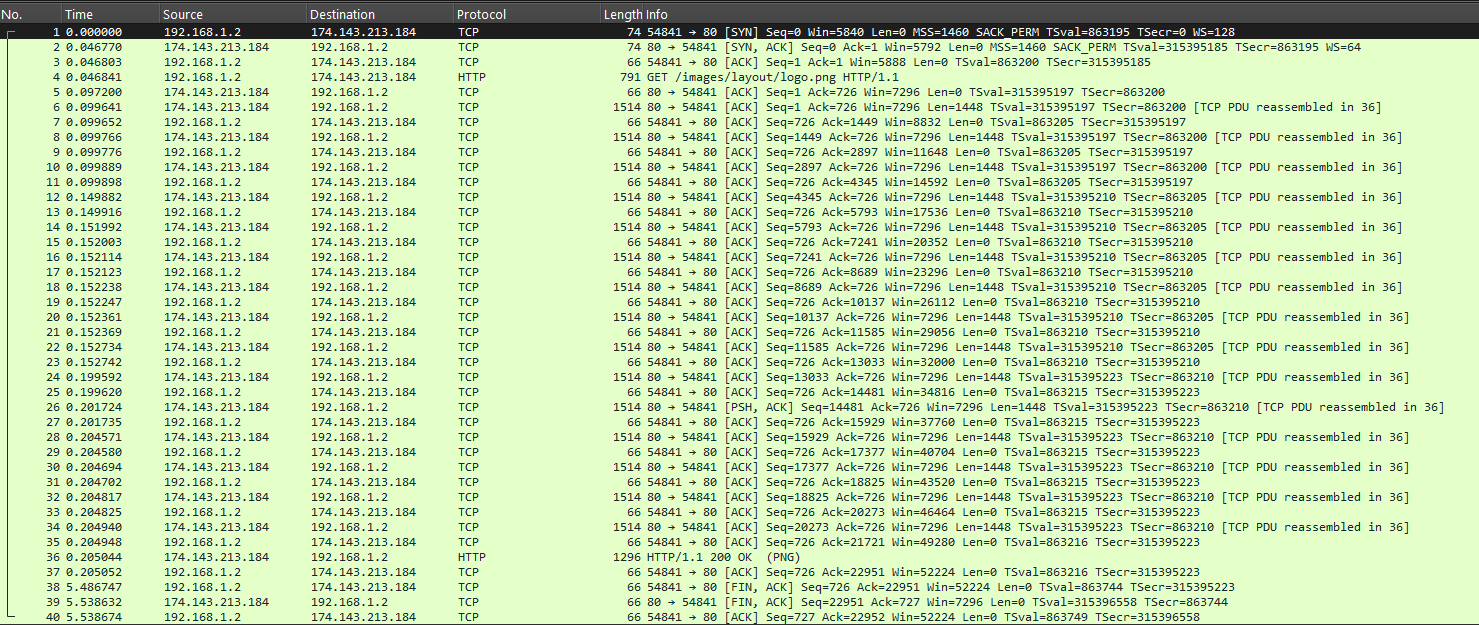 No. Time Source Destination Protocol Length Info
1 0.000000 192.168.1.2 174.143.213.184 TCP 74 54841 → 80 [SYN] Seq=0 Win=5840 Len=0 MSS=1460 SACK_PERM TSval=863195 TSecr=0 WS=128
2 0.046770 174.143.213.184 192.168.1.2 TCP 74 80 → 54841 [SYN, ACK] Seq=0 Ack=1 Win=5792 Len=0 MSS=1460 SACK_PERM TSval=315395185 TSecr=863195 WS=64
3 0.046803 192.168.1.2 174.143.213.184 TCP 66 54841 → 80 [ACK] Seq=1 Ack=1 Win=5888 Len=0 TSval=863200 TSecr=315395185
4 0.046841 192.168.1.2 174.143.213.184 HTTP 791 GET /images/layout/logo.png HTTP/1.1
5 0.097200 174.143.213.184 192.168.1.2 TCP 66 80 → 54841 [ACK] Seq=1 Ack=726 Win=7296 Len=0 TSval=315395197 TSecr=863200
6 0.099641 174.143.213.184 192.168.1.2 TCP 1514 80 → 54841 [ACK] Seq=1 Ack=726 Win=7296 Len=1448 TSval=315395197 TSecr=863200 [TCP PDU reassembled in 36]
7 0.099652 192.168.1.2 174.143.213.184 TCP 66 54841 → 80 [ACK] Seq=726 Ack=1449 Win=8832 Len=0 TSval=863205 TSecr=315395197
8 0.099766 174.143.213.184 192.168.1.2 TCP 1514 80 → 54841 [ACK] Seq=1449 Ack=726 Win=7296 Len=1448 TSval=315395197 TSecr=863200 [TCP PDU reassembled in 36]
9 0.099776 192.168.1.2 174.143.213.184 TCP 66 54841 → 80 [ACK] Seq=726 Ack=2897 Win=11648 Len=0 TSval=863205 TSecr=315395197
10 0.099889 174.143.213.184 192.168.1.2 TCP 1514 80 → 54841 [ACK] Seq=2897 Ack=726 Win=7296 Len=1448 TSval=315395197 TSecr=863200 [TCP PDU reassembled in 36]
11 0.099898 192.168.1.2 174.143.213.184 TCP 66 54841 → 80 [ACK] Seq=726 Ack=4345 Win=14592 Len=0 TSval=863205 TSecr=315395197
12 0.149882 174.143.213.184 192.168.1.2 TCP 1514 80 → 54841 [ACK] Seq=4345 Ack=726 Win=7296 Len=1448 TSval=315395210 TSecr=863205 [TCP PDU reassembled in 36]
13 0.149916 192.168.1.2 174.143.213.184 TCP 66 54841 → 80 [ACK] Seq=726 Ack=5793 Win=17536 Len=0 TSval=863210 TSecr=315395210
14 0.151992 174.143.213.184 192.168.1.2 TCP 1514 80 → 54841 [ACK] Seq=5793 Ack=726 Win=7296 Len=1448 TSval=315395210 TSecr=863205 [TCP PDU reassembled in 36]
15 0.152003 192.168.1.2 174.143.213.184 TCP 66 54841 → 80 [ACK] Seq=726 Ack=7241 Win=20352 Len=0 TSval=863210 TSecr=315395210
16 0.152114 174.143.213.184 192.168.1.2 TCP 1514 80 → 54841 [ACK] Seq=7241 Ack=726 Win=7296 Len=1448 TSval=315395210 TSecr=863205 [TCP PDU reassembled in 36]
17 0.152123 192.168.1.2 174.143.213.184 TCP 66 54841 → 80 [ACK] Seq=726 Ack=8689 Win=23296 Len=0 TSval=863210 TSecr=315395210
18 0.152238 174.143.213.184 192.168.1.2 TCP 1514 80 → 54841 [ACK] Seq=8689 Ack=726 Win=7296 Len=1448 TSval=315395210 TSecr=863205 [TCP PDU reassembled in 36]
19 0.152247 192.168.1.2 174.143.213.184 TCP 66 54841 → 80 [ACK] Seq=726 Ack=10137 Win=26112 Len=0 TSval=863210 TSecr=315395210
20 0.152361 174.143.213.184 192.168.1.2 TCP 1514 80 → 54841 [ACK] Seq=10137 Ack=726 Win=7296 Len=1448 TSval=315395210 TSecr=863205 [TCP PDU reassembled in 36]
21 0.152369 192.168.1.2 174.143.213.184 TCP 66 54841 → 80 [ACK] Seq=726 Ack=11585 Win=29056 Len=0 TSval=863210 TSecr=315395210
22 0.152734 174.143.213.184 192.168.1.2 TCP 1514 80 → 54841 [ACK] Seq=11585 Ack=726 Win=7296 Len=1448 TSval=315395210 TSecr=863205 [TCP PDU reassembled in 36]
23 0.152742 192.168.1.2 174.143.213.184 TCP 66 54841 → 80 [ACK] Seq=726 Ack=13033 Win=32000 Len=0 TSval=863210 TSecr=315395210
24 0.199592 174.143.213.184 192.168.1.2 TCP 1514 80 → 54841 [ACK] Seq=13033 Ack=726 Win=7296 Len=1448 TSval=315395223 TSecr=863210 [TCP PDU reassembled in 36]
25 0.199620 192.168.1.2 174.143.213.184 TCP 66 54841 → 80 [ACK] Seq=726 Ack=14481 Win=34816 Len=0 TSval=863215 TSecr=315395223
26 0.201724 174.143.213.184 192.168.1.2 TCP 1514 80 → 54841 [PSH, ACK] Seq=14481 Ack=726 Win=7296 Len=1448 TSval=315395223 TSecr=863210 [TCP PDU reassembled in 36]
27 0.201735 192.168.1.2 174.143.213.184 TCP 66 54841 → 80 [ACK] Seq=726 Ack=15929 Win=37760 Len=0 TSval=863215 TSecr=315395223
28 0.204571 174.143.213.184 192.168.1.2 TCP 1514 80 → 54841 [ACK] Seq=15929 Ack=726 Win=7296 Len=1448 TSval=315395223 TSecr=863210 [TCP PDU reassembled in 36]
29 0.204580 192.168.1.2 174.143.213.184 TCP 66 54841 → 80 [ACK] Seq=726 Ack=17377 Win=40704 Len=0 TSval=863215 TSecr=315395223
30 0.204694 174.143.213.184 192.168.1.2 TCP 1514 80 → 54841 [ACK] Seq=17377 Ack=726 Win=7296 Len=1448 TSval=315395223 TSecr=863210 [TCP PDU reassembled in 36]
31 0.204702 192.168.1.2 174.143.213.184 TCP 66 54841 → 80 [ACK] Seq=726 Ack=18825 Win=43520 Len=0 TSval=863215 TSecr=315395223
32 0.204817 174.143.213.184 192.168.1.2 TCP 1514 80 → 54841 [ACK] Seq=18825 Ack=726 Win=7296 Len=1448 TSval=315395223 TSecr=863210 [TCP PDU reassembled in 36]
33 0.204825 192.168.1.2 174.143.213.184 TCP 66 54841 → 80 [ACK] Seq=726 Ack=20273 Win=46464 Len=0 TSval=863215 TSecr=315395223
34 0.204940 174.143.213.184 192.168.1.2 TCP 1514 80 → 54841 [ACK] Seq=20273 Ack=726 Win=7296 Len=1448 TSval=315395223 TSecr=863210 [TCP PDU reassembled in 36]
35 0.204948 192.168.1.2 174.143.213.184 TCP 66 54841 → 80 [ACK] Seq=726 Ack=21721 Win=49280 Len=0 TSval=863216 TSecr=315395223
36 0.205044 174.143.213.184 192.168.1.2 HTTP 1296 HTTP/1.1 200 OK (PNG)
37 0.205052 192.168.1.2 174.143.213.184 TCP 66 54841 → 80 [ACK] Seq=726 Ack=22951 Win=52224 Len=0 TSval=863216 TSecr=315395223
38 5.486747 192.168.1.2 174.143.213.184 TCP 66 54841 → 80 [FIN, ACK] Seq=726 Ack=22951 Win=52224 Len=0 TSval=863744 TSecr=315395223
39 5.538632 174.143.213.184 192.168.1.2 TCP 66 80 → 54841 [FIN, ACK] Seq=22951 Ack=727 Win=7296 Len=0 TSval=315396558 TSecr=863744
40 5.538674 192.168.1.2 174.143.213.184 TCP 66 54841 → 80 [ACK] Seq=727 Ack=22952 Win=52224 Len=0 TSval=863749 TSecr=315396558